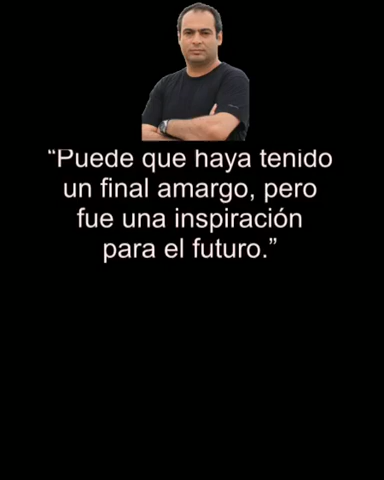 “Puede que haya tenido
un final amargo, pero
fue una inspiración
para el futuro.”